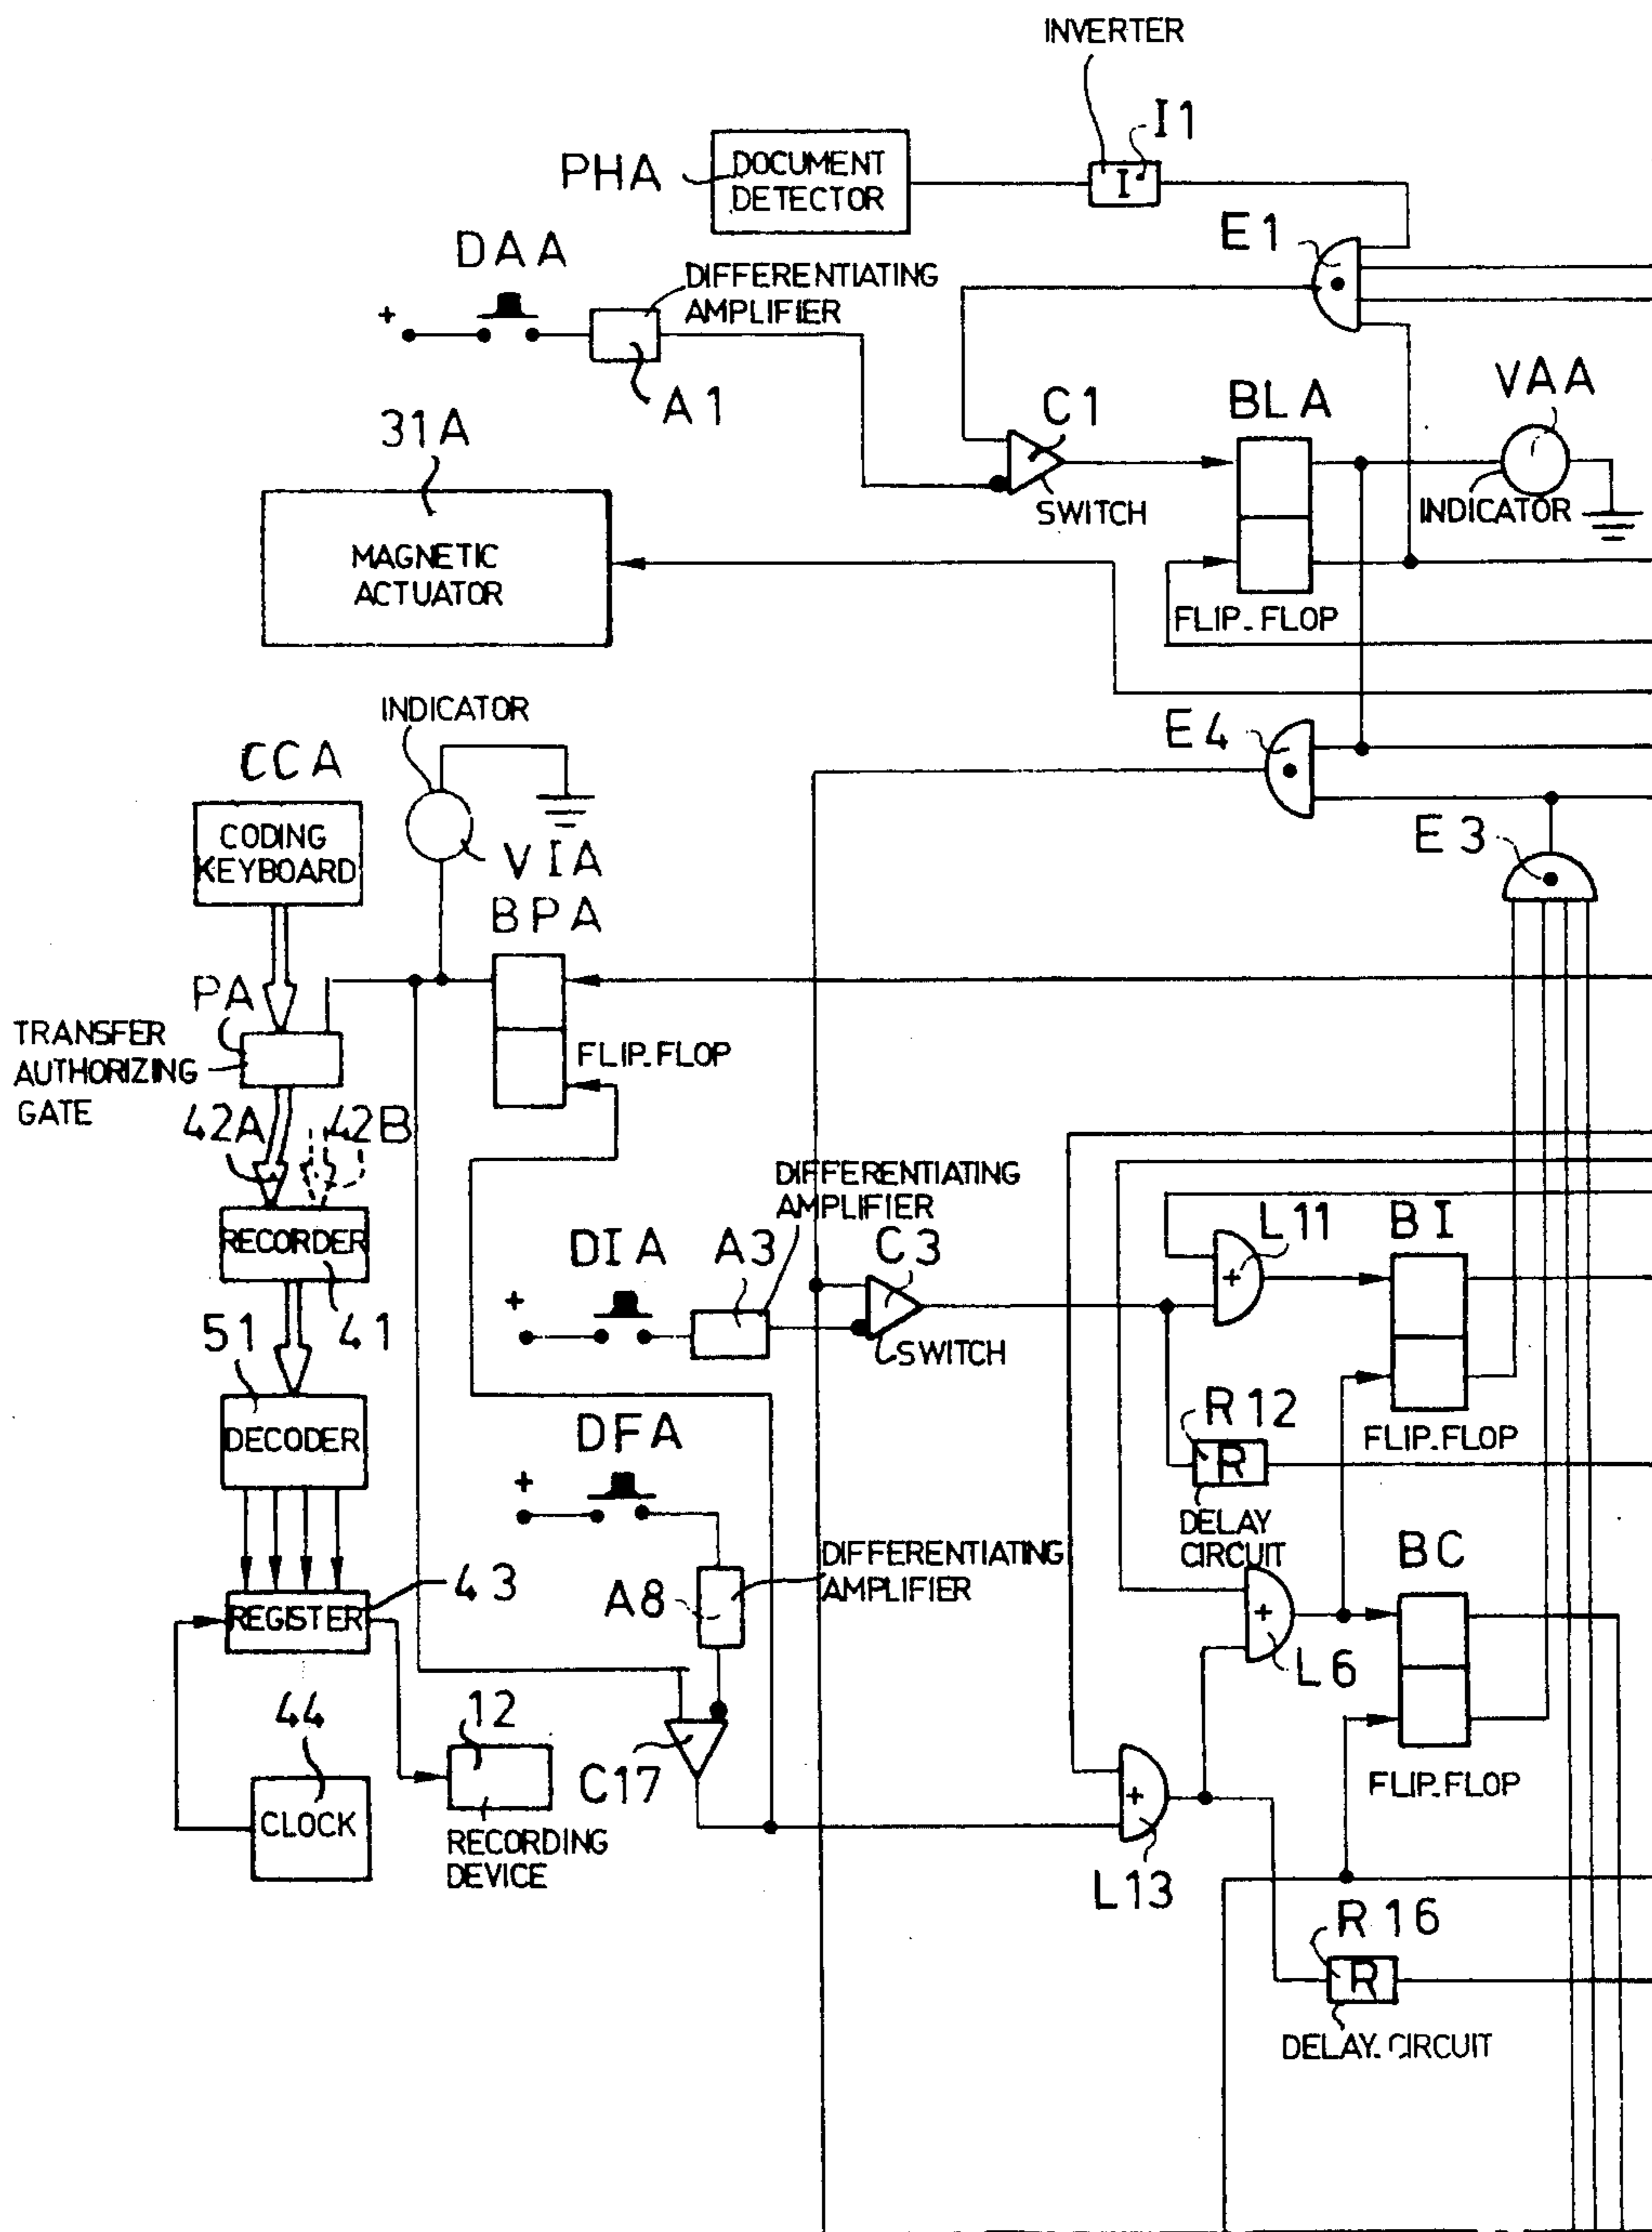 INVERTER
I1
PHA
DOCUMENT
DETECTOR
I
E1
DAA
DIFFERENTIATING
AMPLIFIER
+
A1
VAA
BLA
C1
31A
SWITCH
INDICATOR
MAGNETIC
ACTUATOR
FLIP-FLOP
INDICATOR
E4
CCA
CODING
KEYBOARD
E3
VIA
BPA
PA
TRANSFER
AUTHORIZING
GATE
FLIP-FLOP
42A
42B
DIFFERENTIATING
AMPLIFIER
L11
BI
RECORDER
DIA
A3
C3
+
+
51
41
SWITCH
R12
DECODER
DFA
FLIP-FLOP
R
+
DELAY
CIRCUIT
BC
DIFFERENTIATING
AMPLIFIER
43
A8
REGISTER
+
L6
44
12
C17
FLIP-FLOP
+
CLOCK
RECORDING
DEVICE
L13
R16
R
DELAY-CIRCUIT